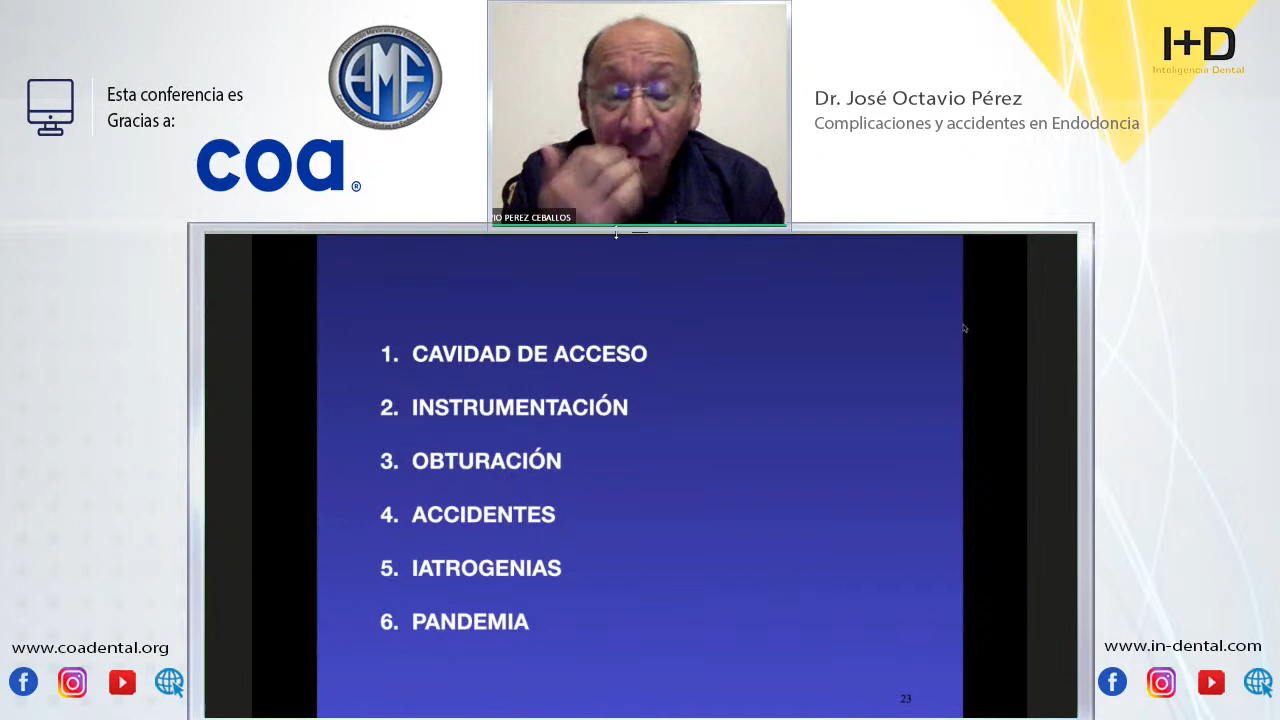 Esta conferencia es
Gracias a:
coa®
AME
I+D
Inteligencia Dental
Dr. José Octavio Pérez
Complicaciones y accidentes en Endodoncia
PEREZ CEBALLOS
1. CAVIDAD DE ACCESO
2. INSTRUMENTACIÓN
3. OBTURACIÓN
4. ACCIDENTES
5. IATROGENIAS
6. PANDEMIA
23
www.coadental.org
www.in-dental.com